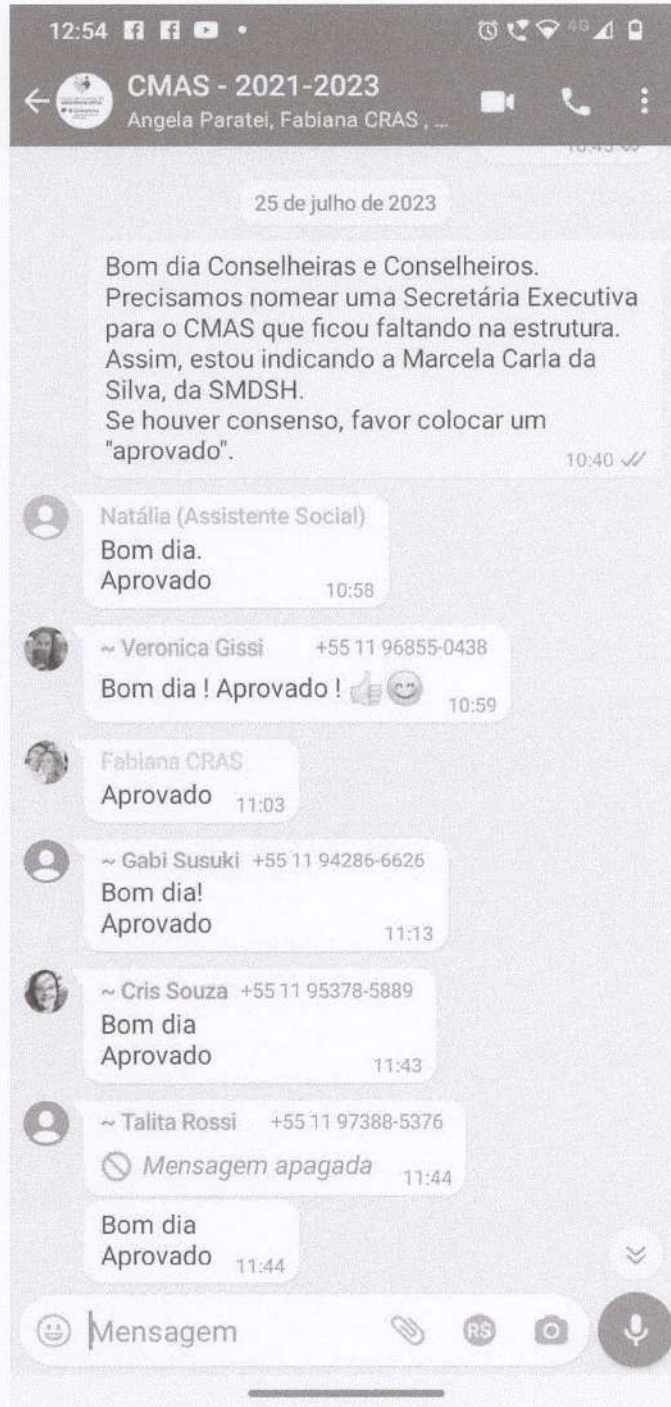 12:54
4G
CMAS - 2021-2023
Angela Paratei, Fabiana CRAS , ...
25 de julho de 2023
Bom dia Conselheiras e Conselheiros.
Precisamos nomear uma Secretária Executiva
para o CMAS que ficou faltando na estrutura.
Assim, estou indicando a Marcela Carla da
Silva, da SMDSH.
Se houver consenso, favor colocar um
"aprovado".
10:40
Natália (Assistente Social)
Bom dia.
Aprovado
10:58
~ Veronica Gissi +55 11 96855-0438
Bom dia ! Aprovado ! 👍😊
10:59
Fabiana CRAS
Aprovado 11:03
~ Gabi Susuki +55 11 94286-6626
Bom dia!
Aprovado
11:13
~ Cris Souza +55 11 95378-5889
Bom dia
Aprovado
11:43
~ Talita Rossi +55 11 97388-5376
Mensagem apagada 11:44
Bom dia
Aprovado 11:44
Mensagem
RS